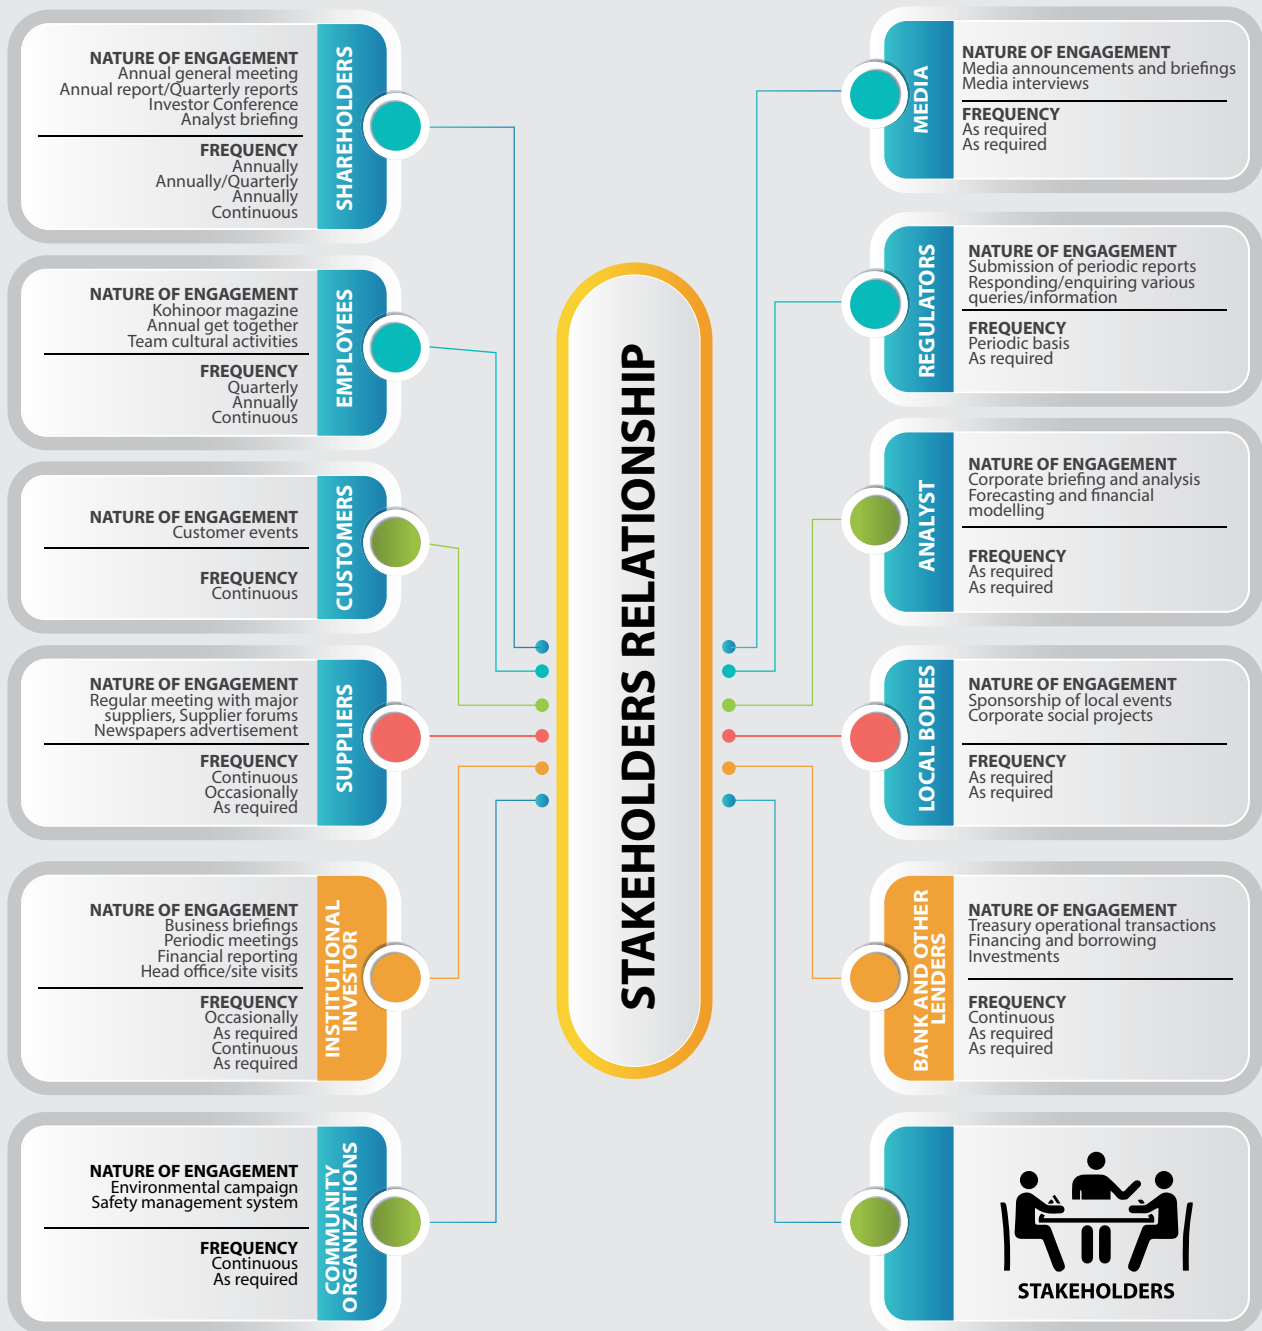 SHAREHOLDERS
NATURE OF ENGAGEMENT
Annual general meeting
Annual report/Quarterly reports
Investor Conference
Analyst briefing
FREQUENCY
Annually
Annually/Quarterly
Annually
Continuous
EMPLOYEES
NATURE OF ENGAGEMENT
Kohinoor magazine
Annual get together
Team cultural activities
FREQUENCY
Quarterly
Annually
Continuous
CUSTOMERS
NATURE OF ENGAGEMENT
Customer events
FREQUENCY
Continuous
SUPPLIERS
NATURE OF ENGAGEMENT
Regular meeting with major
suppliers, Supplier forums
Newspapers advertisement
FREQUENCY
Continuous
Occasionally
As required
INSTITUTIONAL
INVESTOR
NATURE OF ENGAGEMENT
Business briefings
Periodic meetings
Financial reporting
Head office/site visits
FREQUENCY
Occasionally
As required
Continuous
As required
COMMUNITY
ORGANIZATIONS
NATURE OF ENGAGEMENT
Environmental campaign
Safety management system
FREQUENCY
Continuous
As required
STAKEHOLDERS RELATIONSHIP
MEDIA
NATURE OF ENGAGEMENT
Media announcements and briefings
Media interviews
FREQUENCY
As required
As required
REGULATORS
NATURE OF ENGAGEMENT
Submission of periodic reports
Responding/enquiring various
queries/information
FREQUENCY
Periodic basis
As required
ANALYST
NATURE OF ENGAGEMENT
Corporate briefing and analysis
Forecasting and financial
modelling
FREQUENCY
As required
As required
LOCAL BODIES
NATURE OF ENGAGEMENT
Sponsorship of local events
Corporate social projects
FREQUENCY
As required
As required
BANK AND OTHER
LENDERS
NATURE OF ENGAGEMENT
Treasury operational transactions
Financing and borrowing
Investments
FREQUENCY
Continuous
As required
As required
STAKEHOLDERS